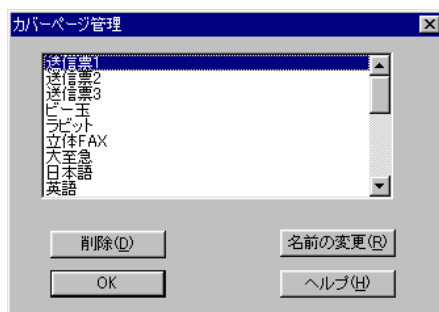 カバーページ管理
送信票1
送信票2
送信票3
ビー玉
ラビット
立体FAX
大至急
日本語
英語
削除(D)
名前の変更(R)
OK
ヘルプ(H)